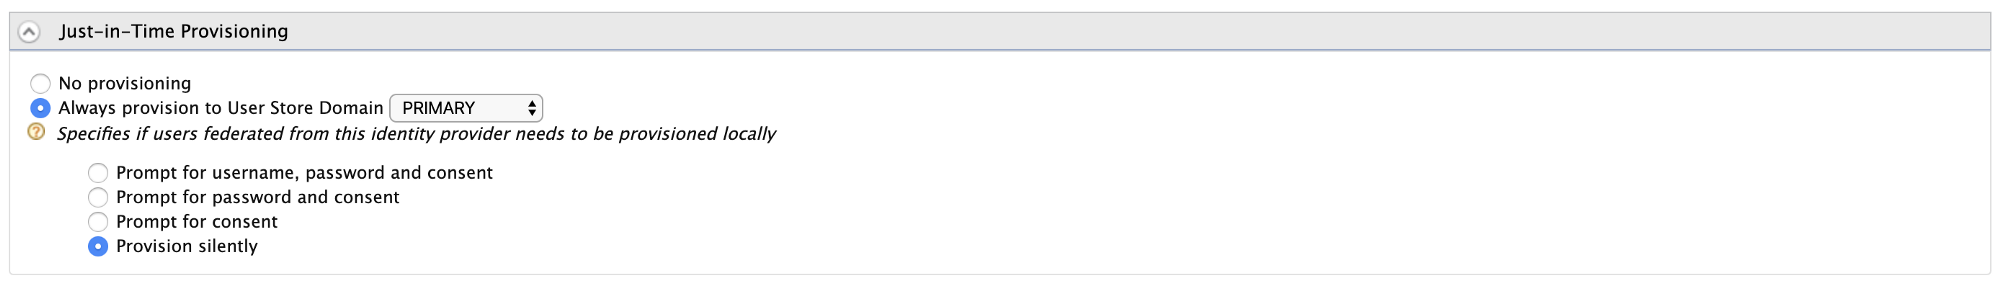 Just-in-Time Provisioning
No provisioning
Always provision to User Store Domain PRIMARY
? Specifies if users federated from this identity provider needs to be provisioned locally
Prompt for username, password and consent
Prompt for password and consent
Prompt for consent
Provision silently